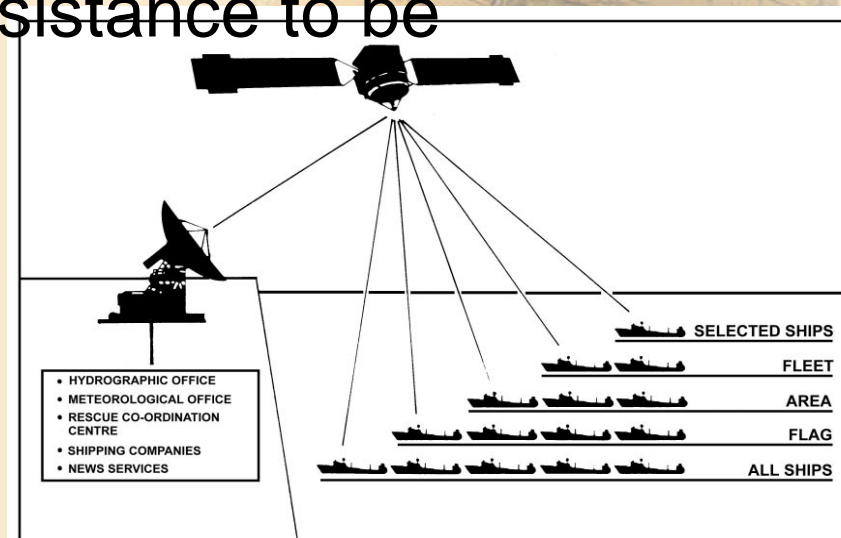 sistance to be
• HYDROGRAPHIC OFFICE
• METEOROLOGICAL OFFICE
• RESCUE CO-ORDINATION
CENTRE
• SHIPPING COMPANIES
• NEWS SERVICES
SELECTED SHIPS
FLEET
AREA
FLAG
ALL SHIPS